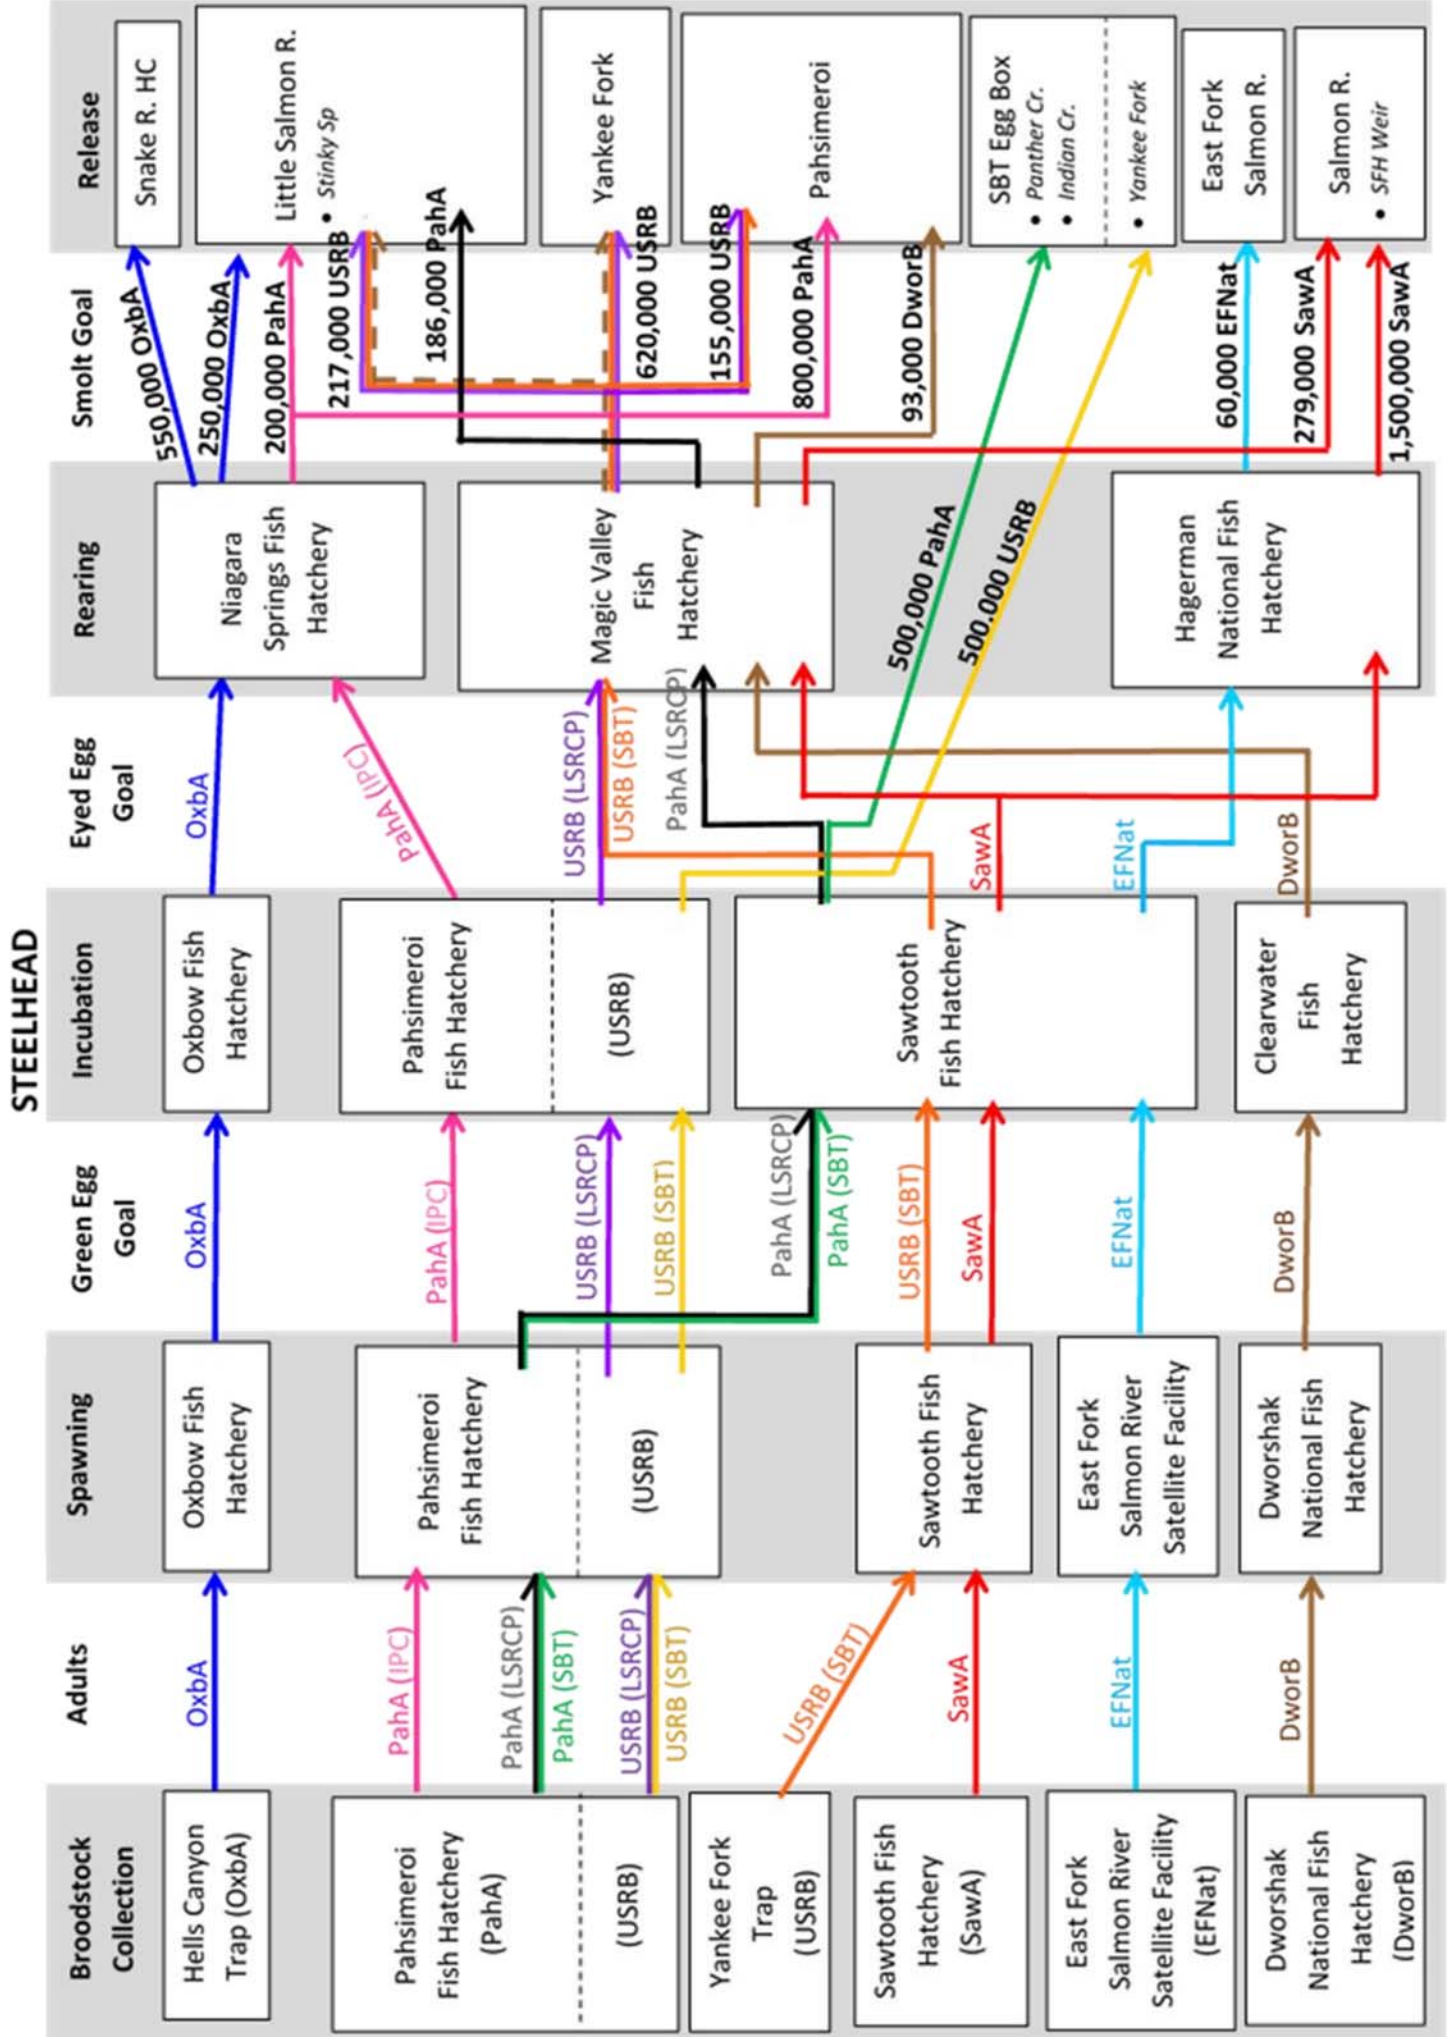 STEELHEAD
Broodstock
Collection
Adults
Spawning
Green Egg
Goal
Incubation
Eyed Egg
Goal
Rearing
Smolt Goal
Release
Hells Canyon
Trap (OxbA)
OxbA
Oxbow Fish
Hatchery
OxbA
Oxbow Fish
Hatchery
OxbA
Niagara
Springs Fish
Hatchery
550,000 OxbA
250,000 OxbA
200,000 PahA
Snake R. HC
Little Salmon R.
• Stinky Sp
217,000 USRB
186,000 PahA
Pahsimeroi
Fish Hatchery
(PahA)
(USRB)
PahA (IPC)
PahA (LSRCP)
PahA (SBT)
USRB (LSRCP)
USRB (SBT)
Pahsimeroi
Fish Hatchery
(USRB)
PahA (IPC)
USRB (LSRCP)
USRB (SBT)
PahA (LSRCP)
PahA (SBT)
Pahsimeroi
Fish Hatchery
(USRB)
PahA (IPC)
USRB (LSRCP)
USRB (SBT)
PahA (LSRCP)
Magic Valley
Fish
Hatchery
620,000 USRB
155,000 USRB
800,000 PahA
93,000 DworB
Yankee Fork
Pahsimeroi
Yankee Fork
Trap
(USRB)
USRB (SBT)
Sawtooth Fish
Hatchery
(SawA)
SawA
Sawtooth Fish
Hatchery
USRB (SBT)
SawA
Sawtooth
Fish Hatchery
SawA
500,000 PahA
500,000 USRB
SBT Egg Box
• Panther Cr.
• Indian Cr.
• Yankee Fork
East Fork
Salmon River
Satellite Facility
(EFNat)
EFNat
East Fork
Salmon River
Satellite Facility
EFNat
EFNat
Hagerman
National Fish
Hatchery
60,000 EFNat
279,000 SawA
1,500,000 SawA
East Fork
Salmon R.
Salmon R.
• SFH Weir
Dworshak
National Fish
Hatchery
(DworB)
DworB
Dworshak
National Fish
Hatchery
DworB
Clearwater
Fish
Hatchery
DworB